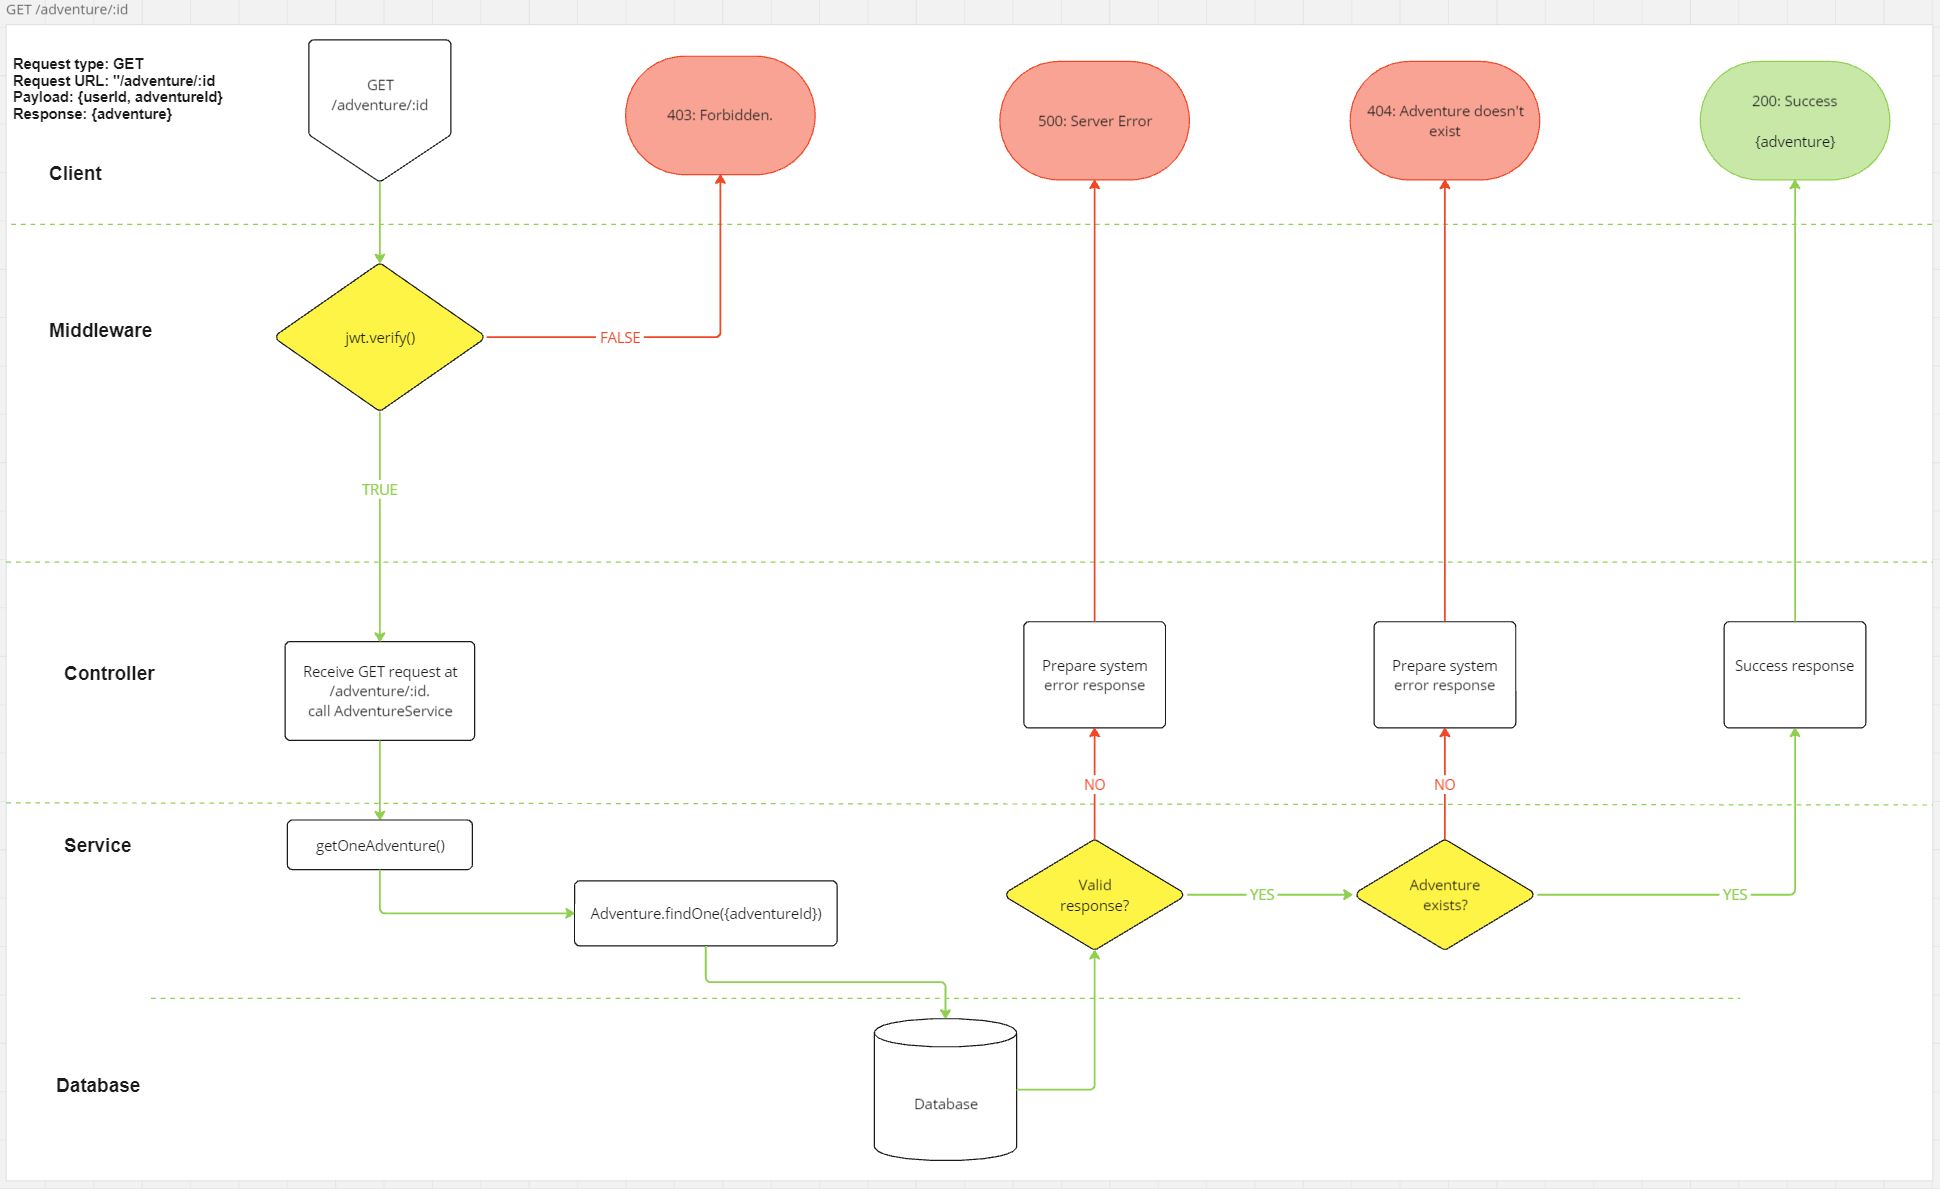 GET /adventure/:id
Request type: GET
Request URL: "/adventure/:id
Payload: {userId, adventureId}
Response: {adventure}
GET
/adventure/:id
403: Forbidden.
500: Server Error
404: Adventure doesn't
exist
200: Success
{adventure}
Client
Middleware
jwt.verify()
FALSE
TRUE
Controller
Receive GET request at
/adventure/:id.
call AdventureService
Prepare system
error response
Prepare system
error response
Success response
NO
NO
Service
getOneAdventure()
Adventure.findOne({adventureId})
Valid
response?
YES
Adventure
exists?
YES
Database
Database